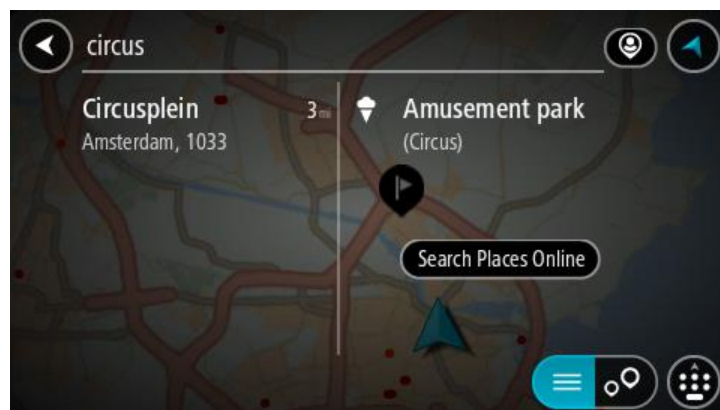 circus
Circusplein 3 mi
Amsterdam, 1033
Amusement park
(Circus)
Search Places Online